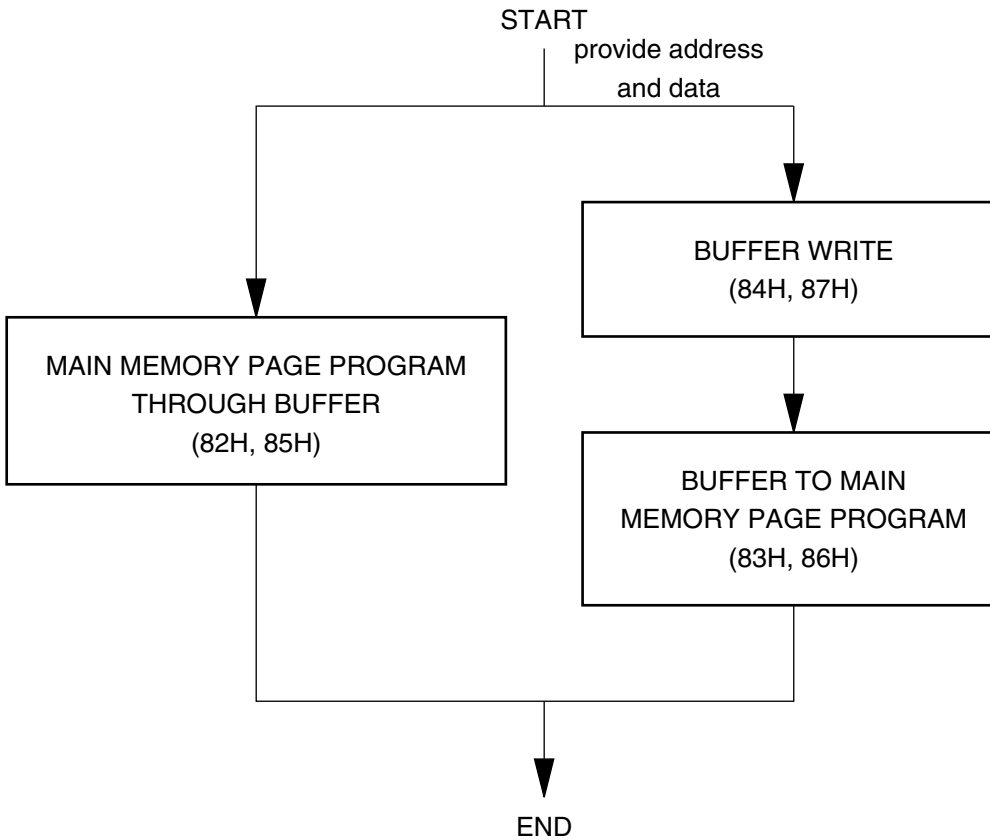 START
provide address
and data
BUFFER WRITE
(84H, 87H)
MAIN MEMORY PAGE PROGRAM
THROUGH BUFFER
(82H, 85H)
BUFFER TO MAIN
MEMORY PAGE PROGRAM
(83H, 86H)
END